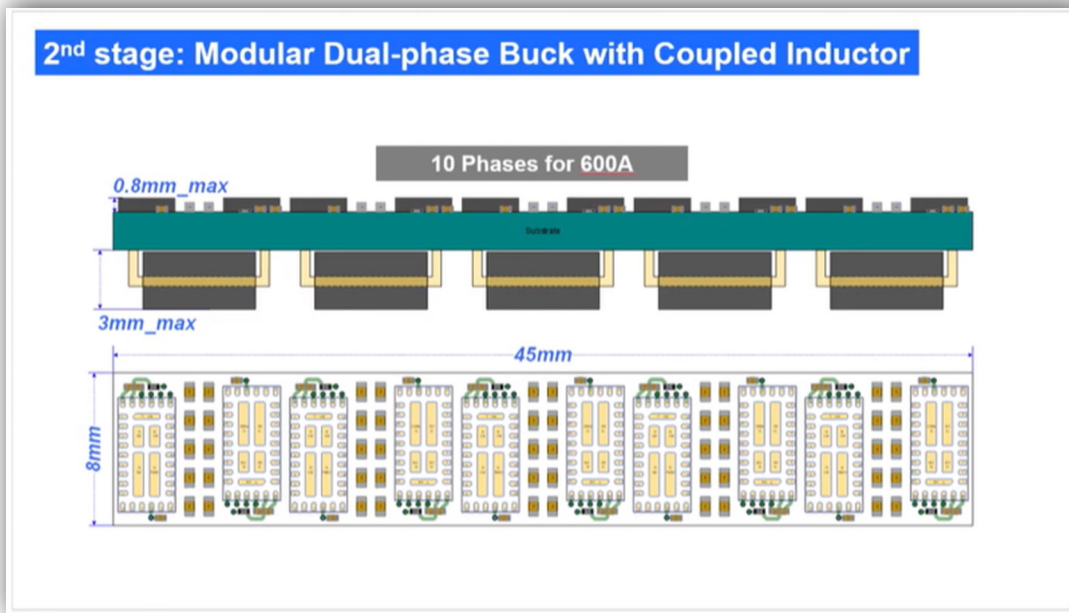 2nd stage: Modular Dual-phase Buck with Coupled Inductor
10 Phases for 600A
0.8mm_max
Substrate
3mm_max
45mm
8mm